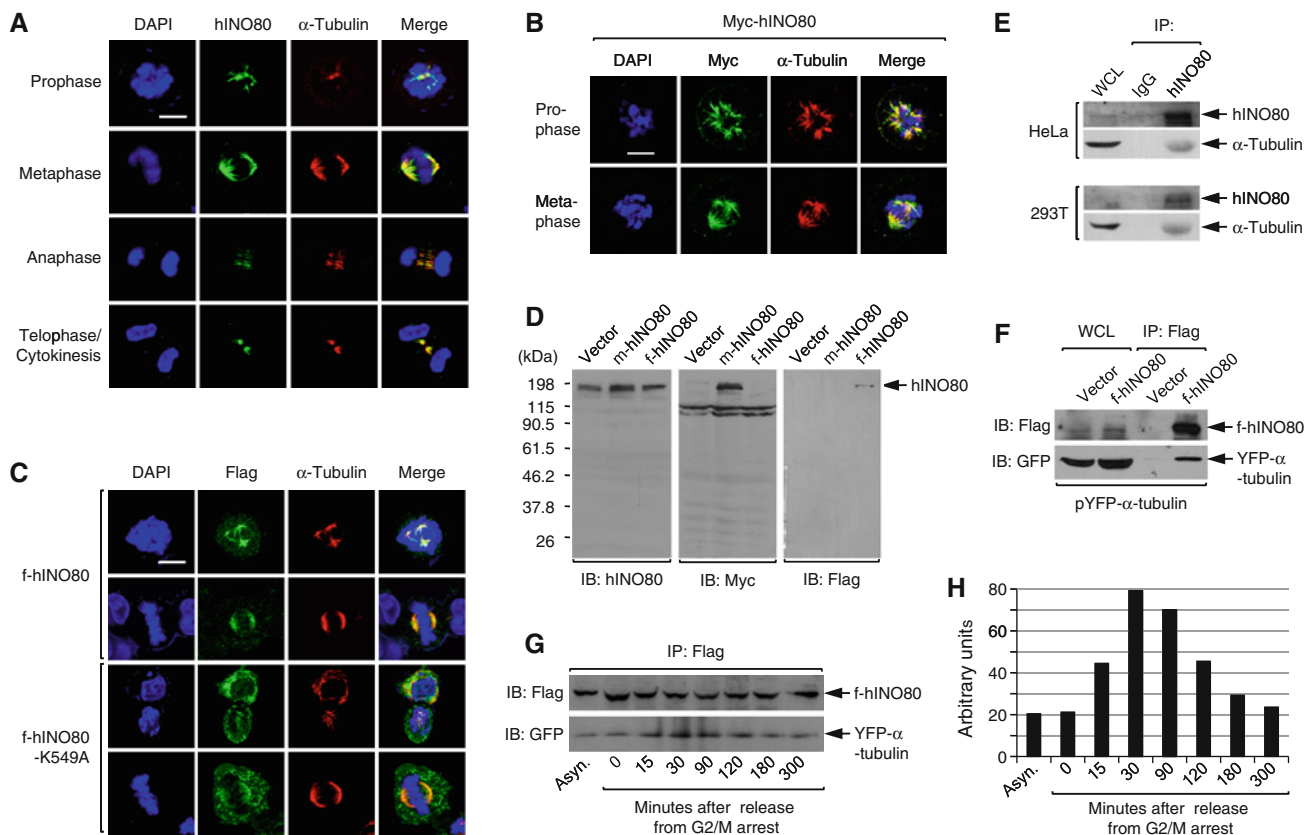 A
DAPI hINO80 α-Tubulin Merge
Prophase
Metaphase
Anaphase
Telophase/
Cytokinesis
B
Myc-hINO80
DAPI Myc α-Tubulin Merge
Pro-
phase
Meta-
phase
C
DAPI Flag α-Tubulin Merge
f-hINO80
f-hINO80
-K549A
D
Vector m-hINO80 f-hINO80 Vector m-hINO80 f-hINO80 Vector m-hINO80 f-hINO80
(kDa)
198
115
90.5
61.5
46.2
37.8
26
hINO80
IB: hINO80 IB: Myc IB: Flag
E
IP:
WCL IgG hINO80
HeLa
hINO80
α-Tubulin
293T
hINO80
α-Tubulin
F
WCL IP: Flag
Vector f-hINO80 Vector f-hINO80
IB: Flag f-hINO80
IB: GFP YFP-α
-tubulin
pYFP-α-tubulin
G
IP: Flag
IB: Flag f-hINO80
IB: GFP YFP-α
-tubulin
Asyn. 0 15 30 90 120 180 300
Minutes after release
from G2/M arrest
H
Arbitrary units
80
60
40
20
0
Asyn. 0 15 30 90 120 180 300
Minutes after release
from G2/M arrest